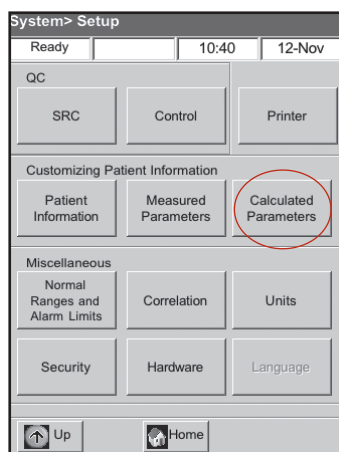 System> Setup
Ready 10:40 12-Nov
QC
SRC Control Printer
Customizing Patient Information
Patient Information
Measured Parameters
Calculated Parameters
Miscellaneous
Normal Ranges and Alarm Limits
Correlation
Units
Security Hardware Language
Up Home